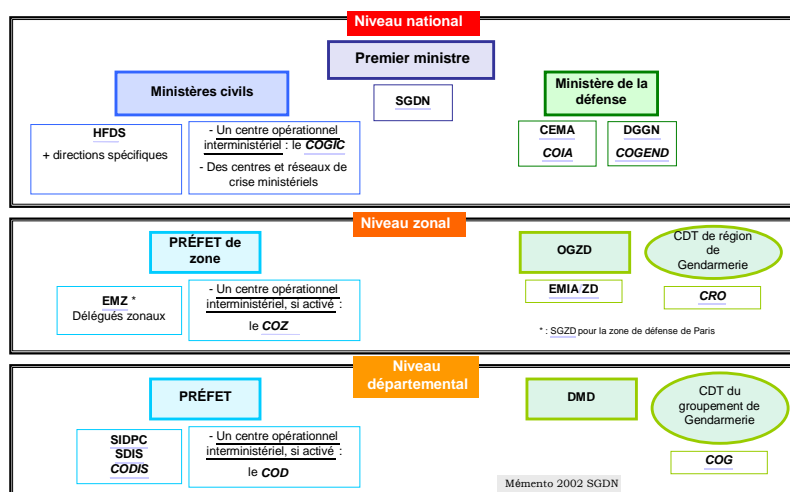 Niveau national
Premier ministre
Ministères civils
SGDN
Ministère de la
défense
HFDS
+ directions spécifiques
- Un centre opérationnel
interministériel : le COGIC
- Des centres et réseaux de
crise ministériels
CEMA
COIA
DGGN
COGEND
Niveau zonal
PRÉFET de
zone
OGZD
CDT de région
de
Gendarmerie
EMZ *
Délégués zonaux
- Un centre opérationnel
interministériel, si activé :
le COZ
EMIA ZD
CRO
* : SGZD pour la zone de défense de Paris
Niveau
départemental
PRÉFET
DMD
CDT du
groupement de
Gendarmerie
SIDPC
SDIS
CODIS
- Un centre opérationnel
interministériel, si activé :
le COD
COG
Mémento 2002 SGDN